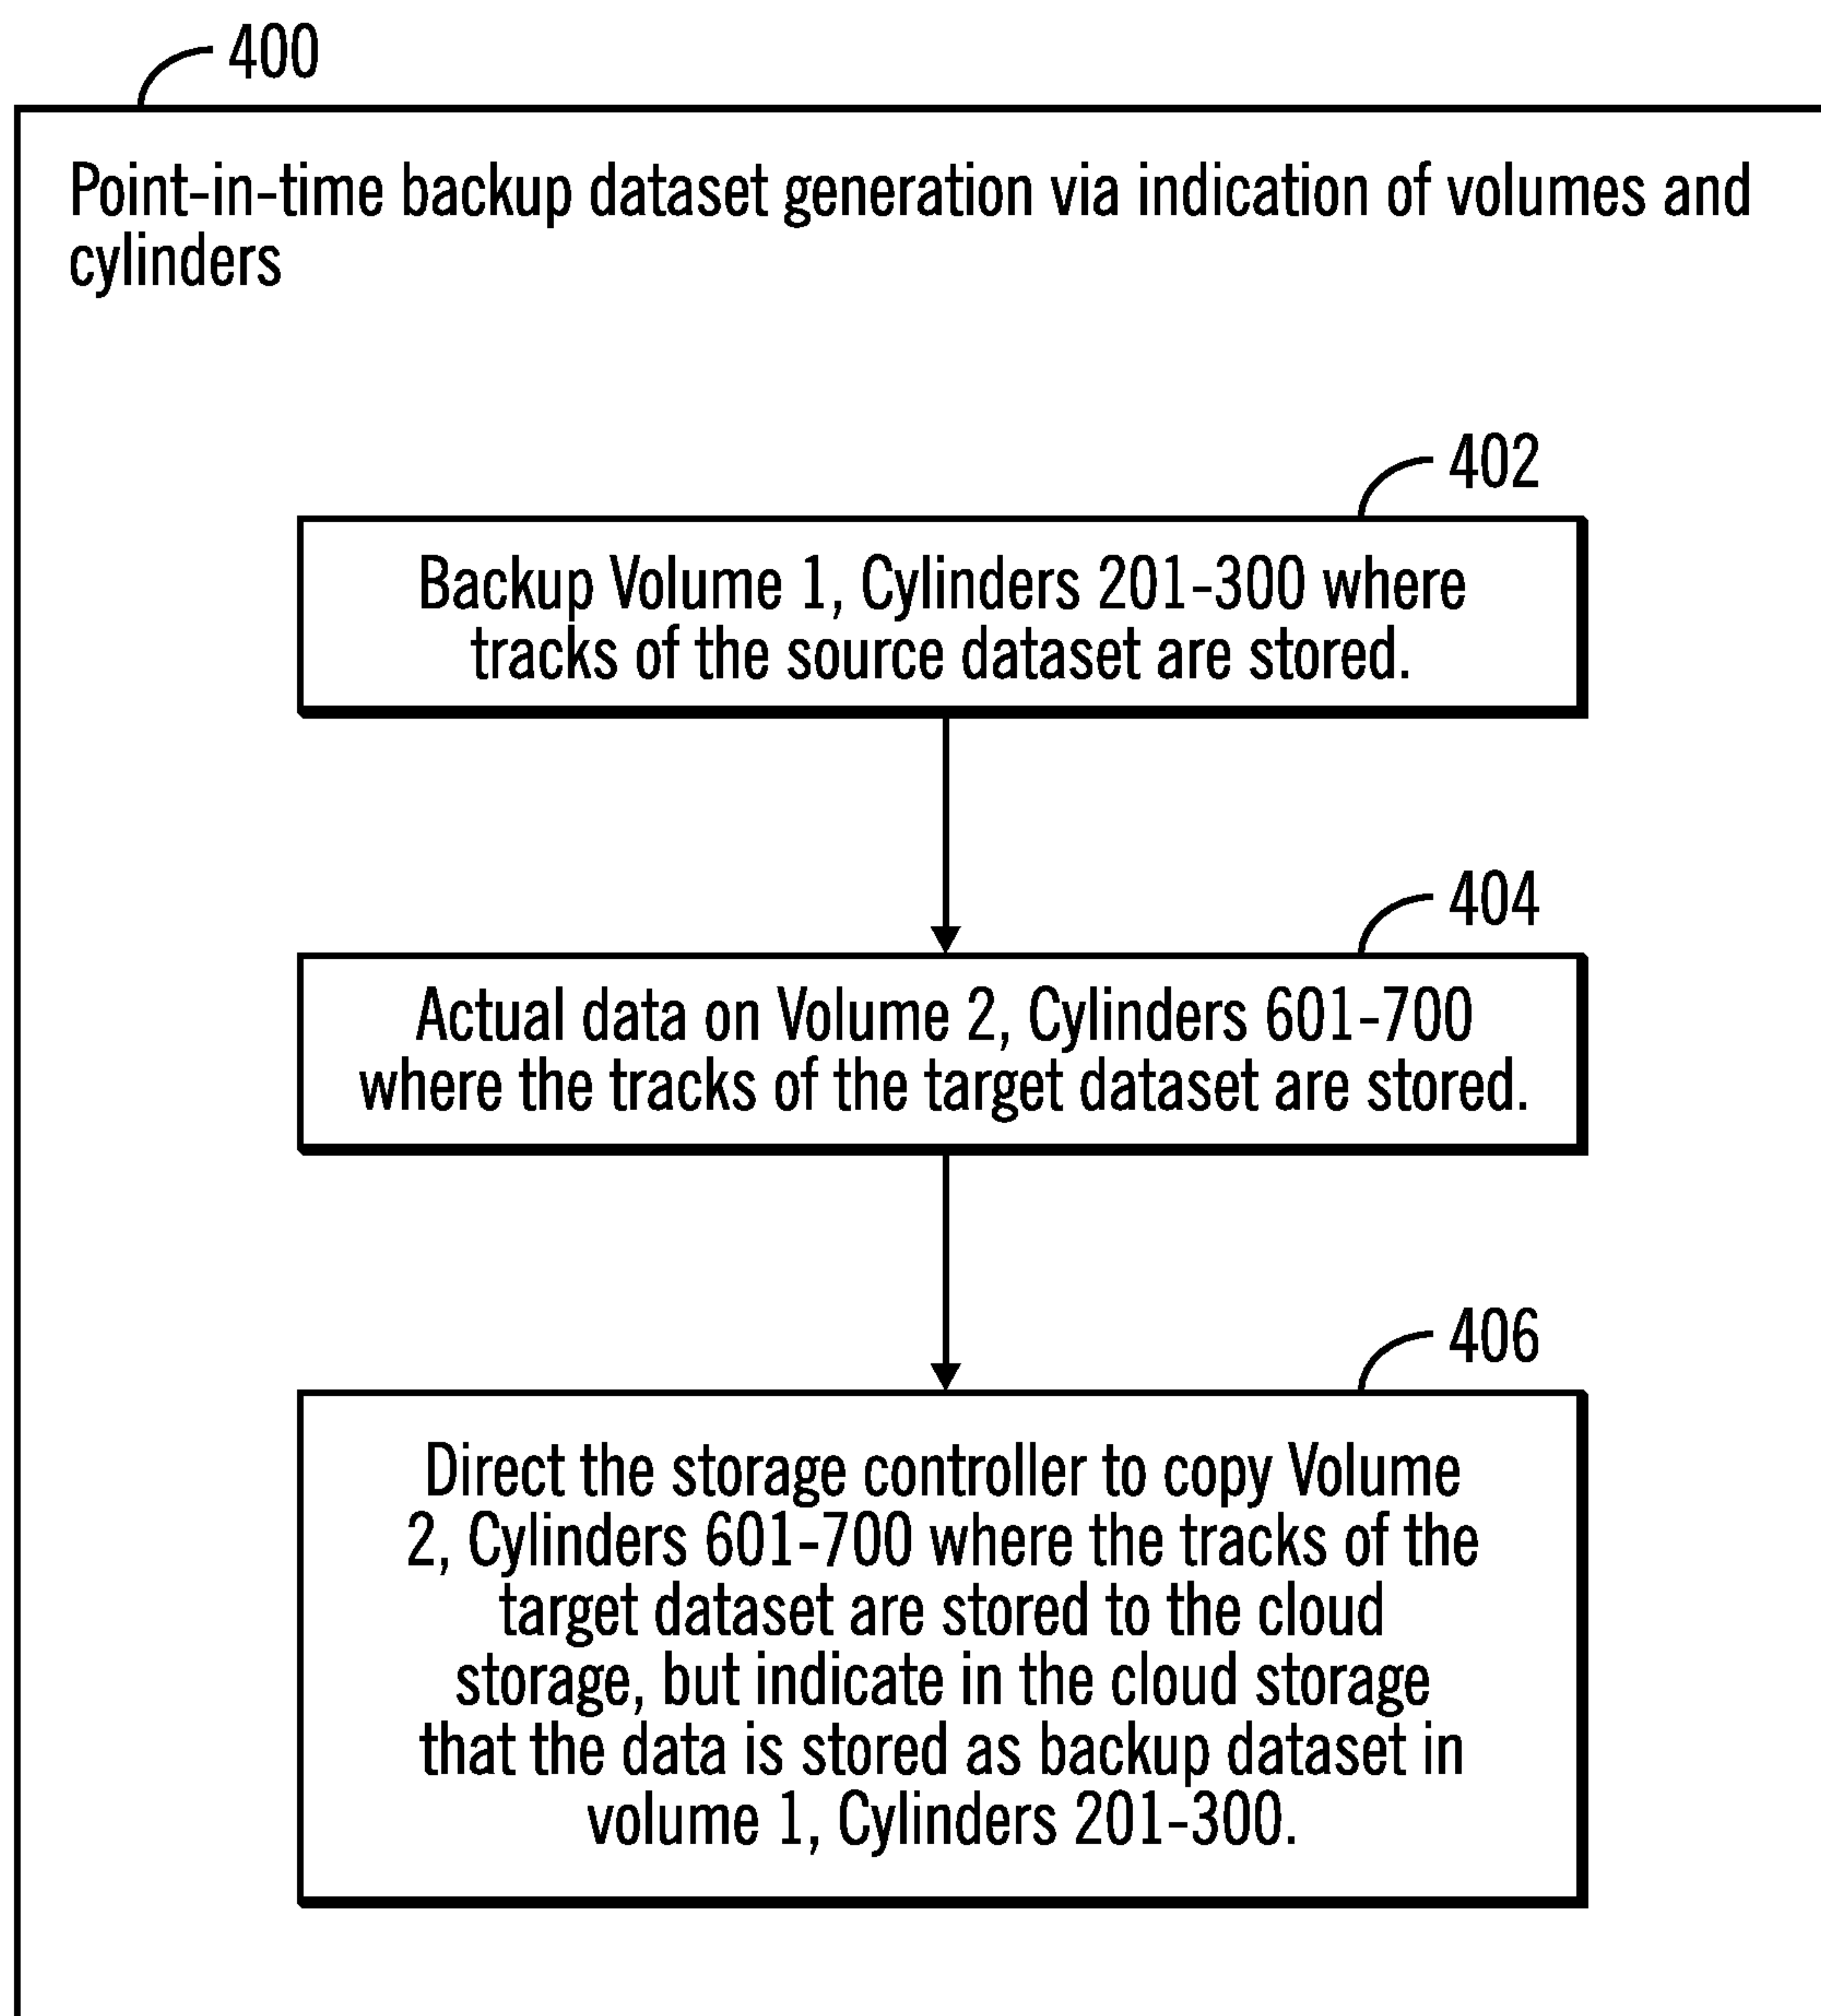 400
Point-in-time backup dataset generation via indication of volumes and
cylinders
402
Backup Volume 1, Cylinders 201-300 where
tracks of the source dataset are stored.
404
Actual data on Volume 2, Cylinders 601-700
where the tracks of the target dataset are stored.
406
Direct the storage controller to copy Volume
2, Cylinders 601-700 where the tracks of the
target dataset are stored to the cloud
storage, but indicate in the cloud storage
that the data is stored as backup dataset in
volume 1, Cylinders 201-300.